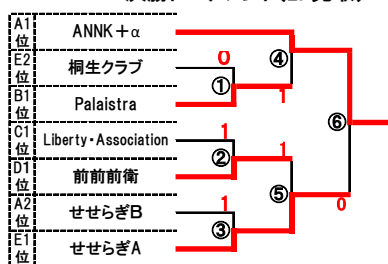 A1位 ANNK+α
E2位 桐生クラブ 0
①
B1位 Palaistra 1
④
⑥
C1位 Liberty・Association 1
②
D1位 前前前衛 1
⑤ 0
A2位 せせらぎB 1
③
E1位 せせらぎA